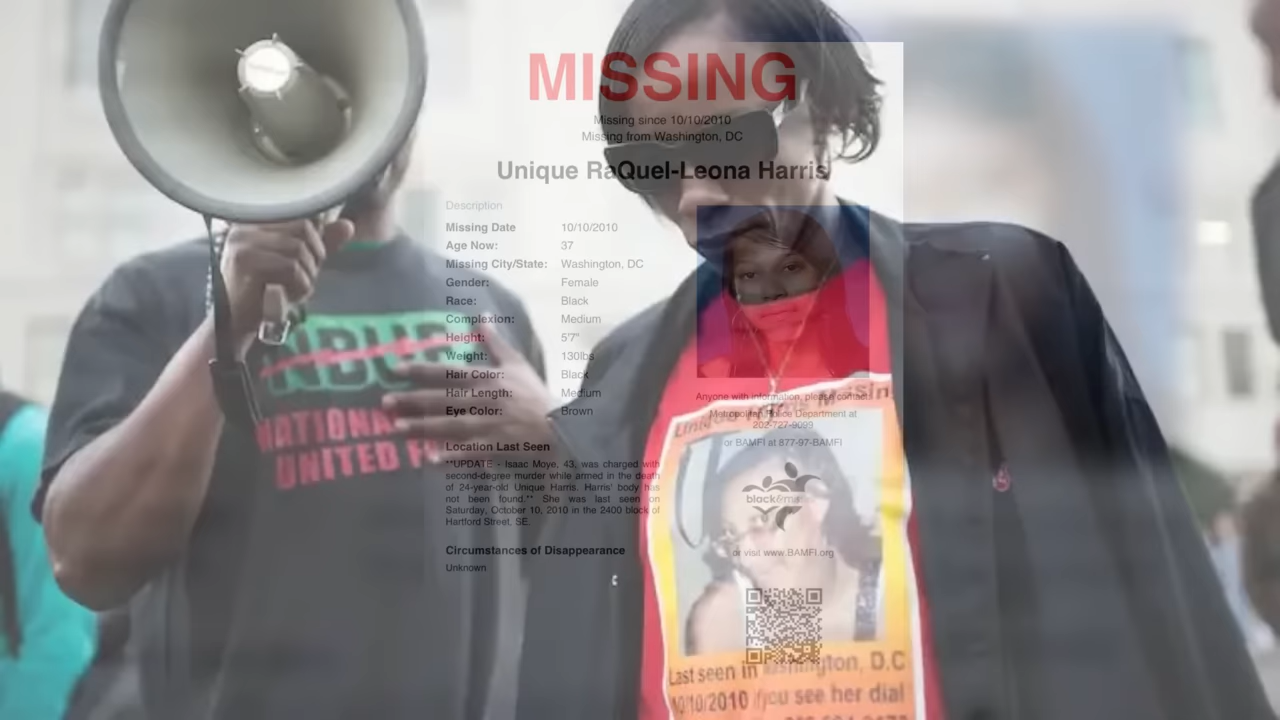 MISSING
Missing since 10/10/2010
Missing from Washington, DC
Unique RaQuel-Leona Harris
Description
Missing Date 10/10/2010
Age Now: 37
Missing City/State: Washington, DC
Gender: Female
Race: Black
Complexion: Medium
Height: 5'7"
Weight: 130lbs
Hair Color: Black
Hair Length: Medium
Eye Color: Brown
Location Last Seen
**UPDATE - Isaac Moye, 43, was charged with
second-degree murder while armed in the death
of 24-year-old Unique Harris. Harris' body has
not been found.** She was last seen on
Saturday, October 10, 2010 in the 2400 block of
Hartford Street, SE.
Circumstances of Disappearance
Unknown
Anyone with information, please contact
Metropolitan Police Department at
202-727-9099
or BAMFI at 877-97-BAMFI
black&missing
or visit www.BAMFI.org
NBUF
NATIONAL
UNITED
Unique Harris Missing
Last seen in Washington, D.C
10/10/2010 if you see her dial